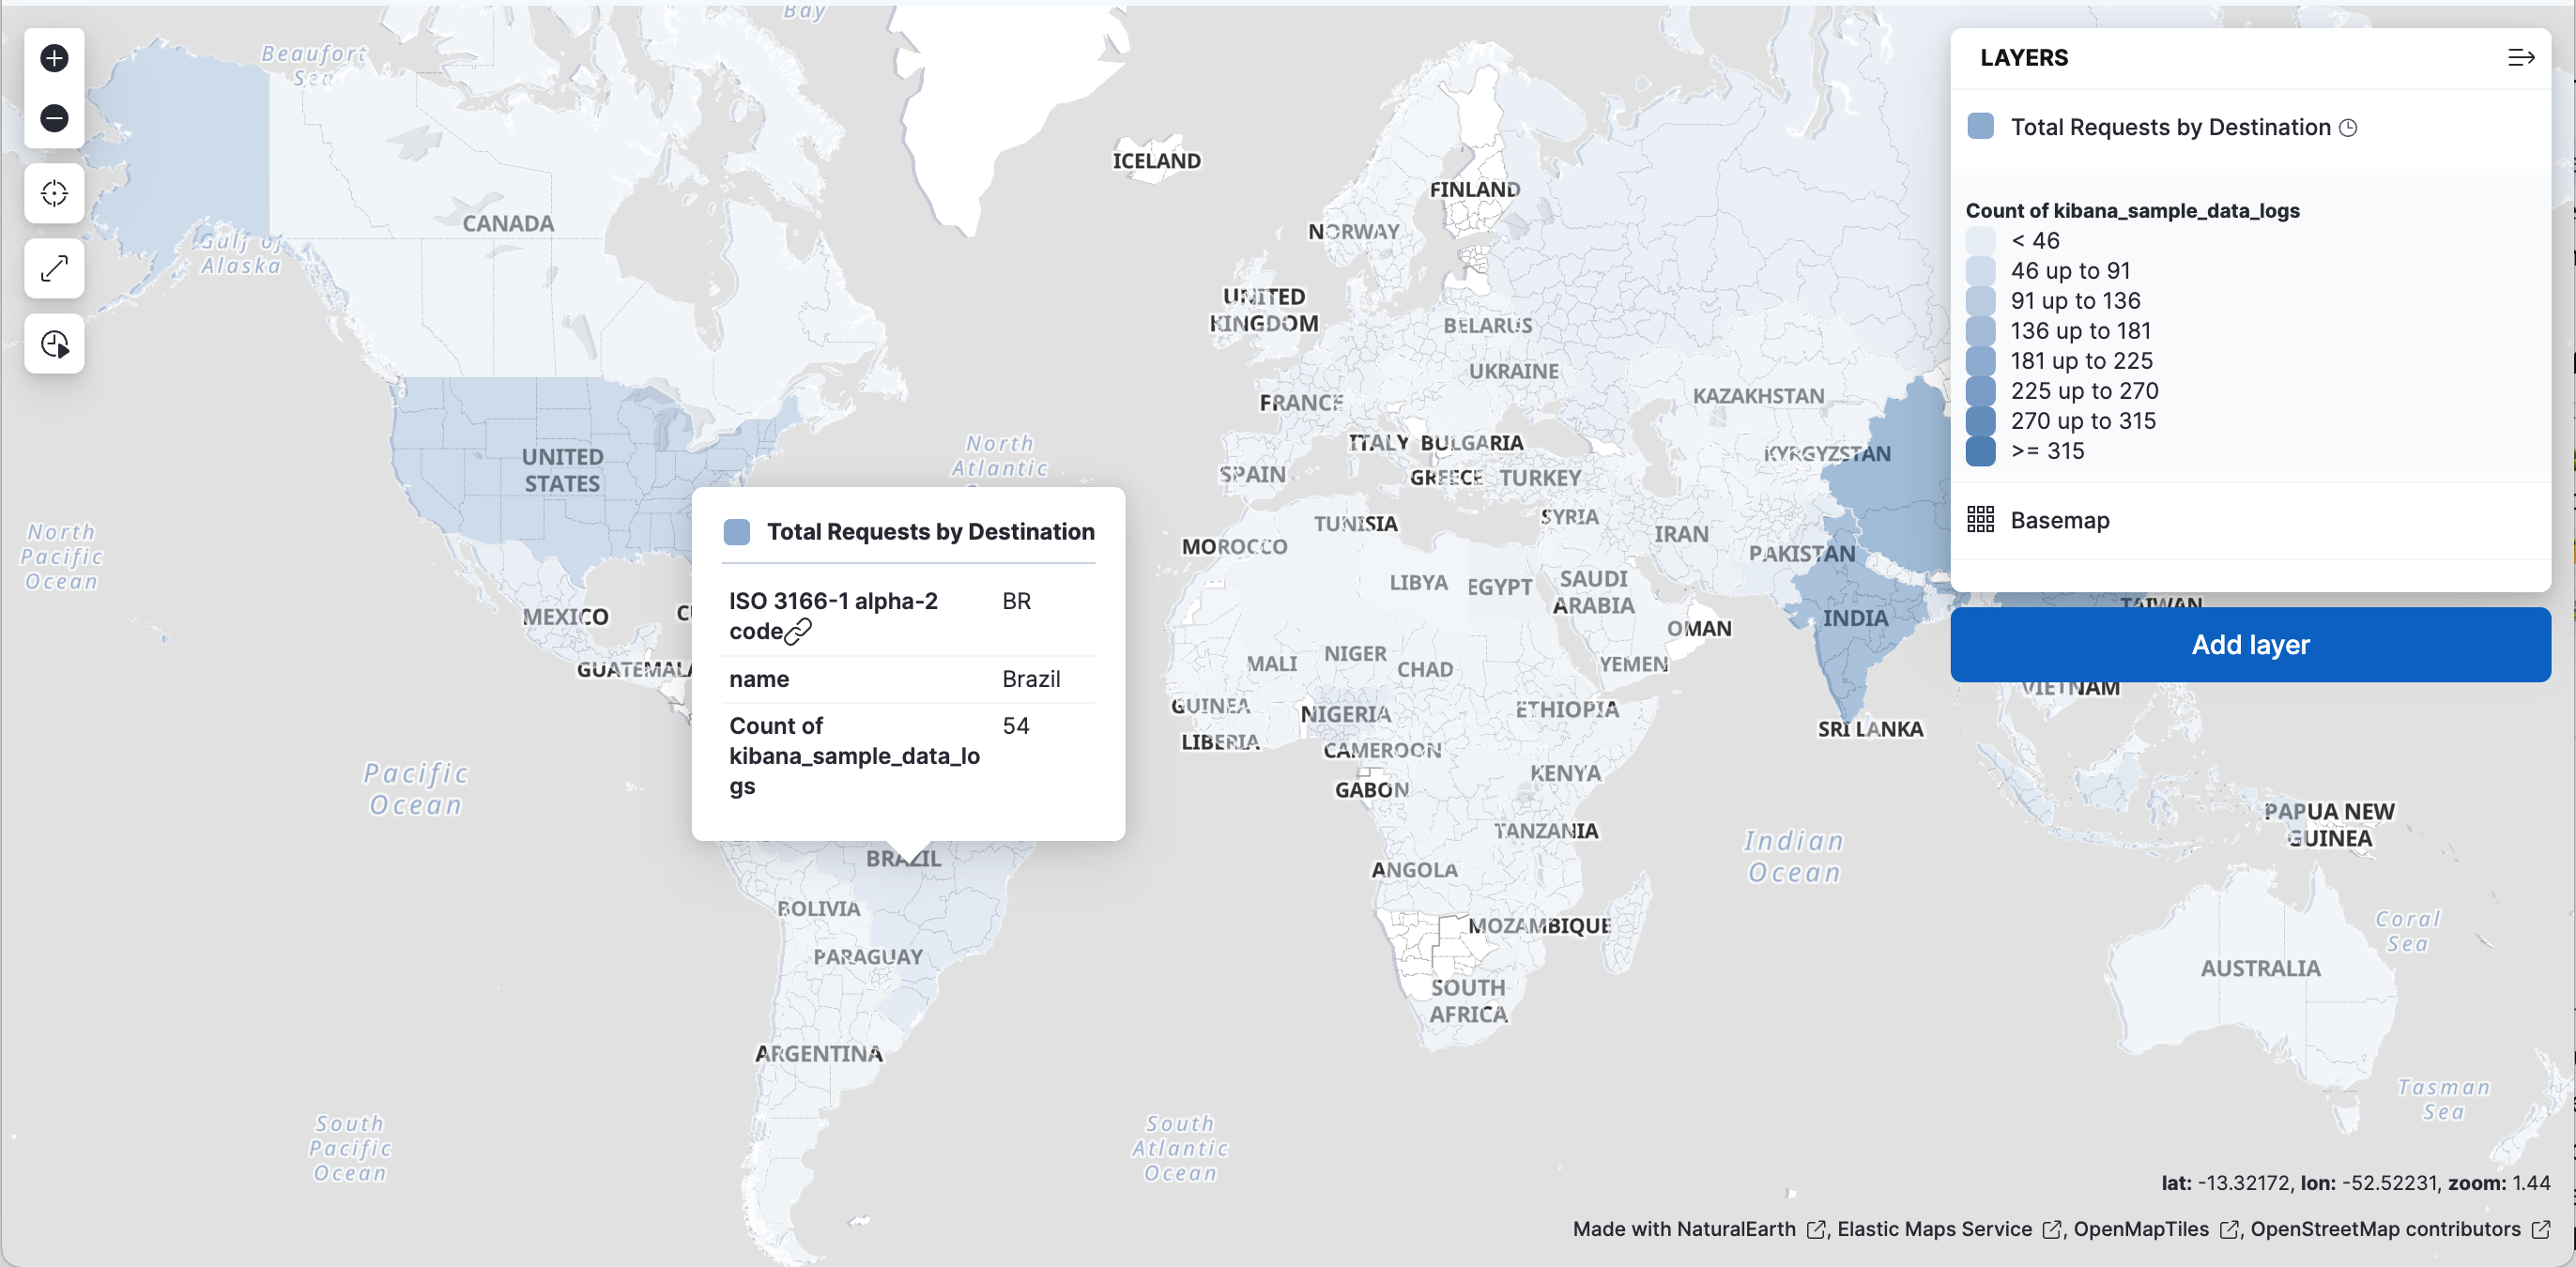 Bay
Beaufort
Sea
ICELAND
CANADA
FINLAND
NORWAY
Gulf of
Alaska
UNITED
KINGDOM
BELARUS
UKRAINE
FRANCE
KAZAKHSTAN
ITALY
BULGARIA
KYRGYZSTAN
UNITED
STATES
North
Atlantic
SPAIN
GREECE
TURKEY
TUNISIA
SYRIA
IRAN
MOROCCO
PAKISTAN
North
Pacific
Ocean
LIBYA
EGYPT
SAUDI
ARABIA
MEXICO
OMAN
INDIA
TAIWAN
GUATEMALA
MALI
NIGER
CHAD
YEMEN
VIETNAM
GUINEA
NIGERIA
ETHIOPIA
LIBERIA
CAMEROON
SRI LANKA
KENYA
GABON
Pacific
Ocean
TANZANIA
PAPUA NEW
GUINEA
Indian
Ocean
BRAZIL
ANGOLA
BOLIVIA
MOZAMBIQUE
Coral
Sea
PARAGUAY
AUSTRALIA
SOUTH
AFRICA
ARGENTINA
Tasman
Sea
South
Pacific
Ocean
South
Atlantic
Ocean
Total Requests by Destination
ISO 3166-1 alpha-2 BR
code
name Brazil
Count of 54
kibana_sample_data_lo
gs
LAYERS
Total Requests by Destination
Count of kibana_sample_data_logs
< 46
46 up to 91
91 up to 136
136 up to 181
181 up to 225
225 up to 270
270 up to 315
>= 315
Basemap
Add layer
lat: -13.32172, lon: -52.52231, zoom: 1.44
Made with NaturalEarth , Elastic Maps Service , OpenMapTiles , OpenStreetMap contributors